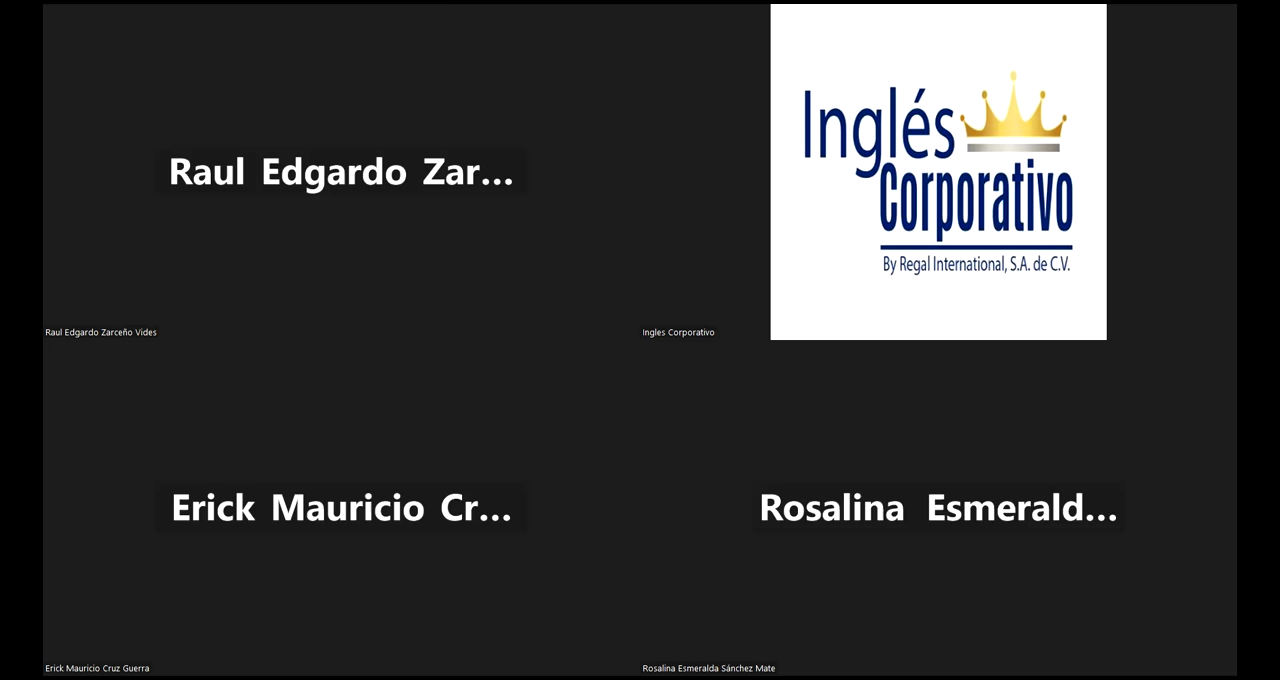 Raul Edgardo Zar...
Raul Edgardo Zarceño Vides
Inglés
Corporativo
By Regal International, S.A. de C.V.
Ingles Corporativo
Erick Mauricio Cr...
Erick Mauricio Cruz Guerra
Rosalina Esmerald...
Rosalina Esmeralda Sánchez Mate